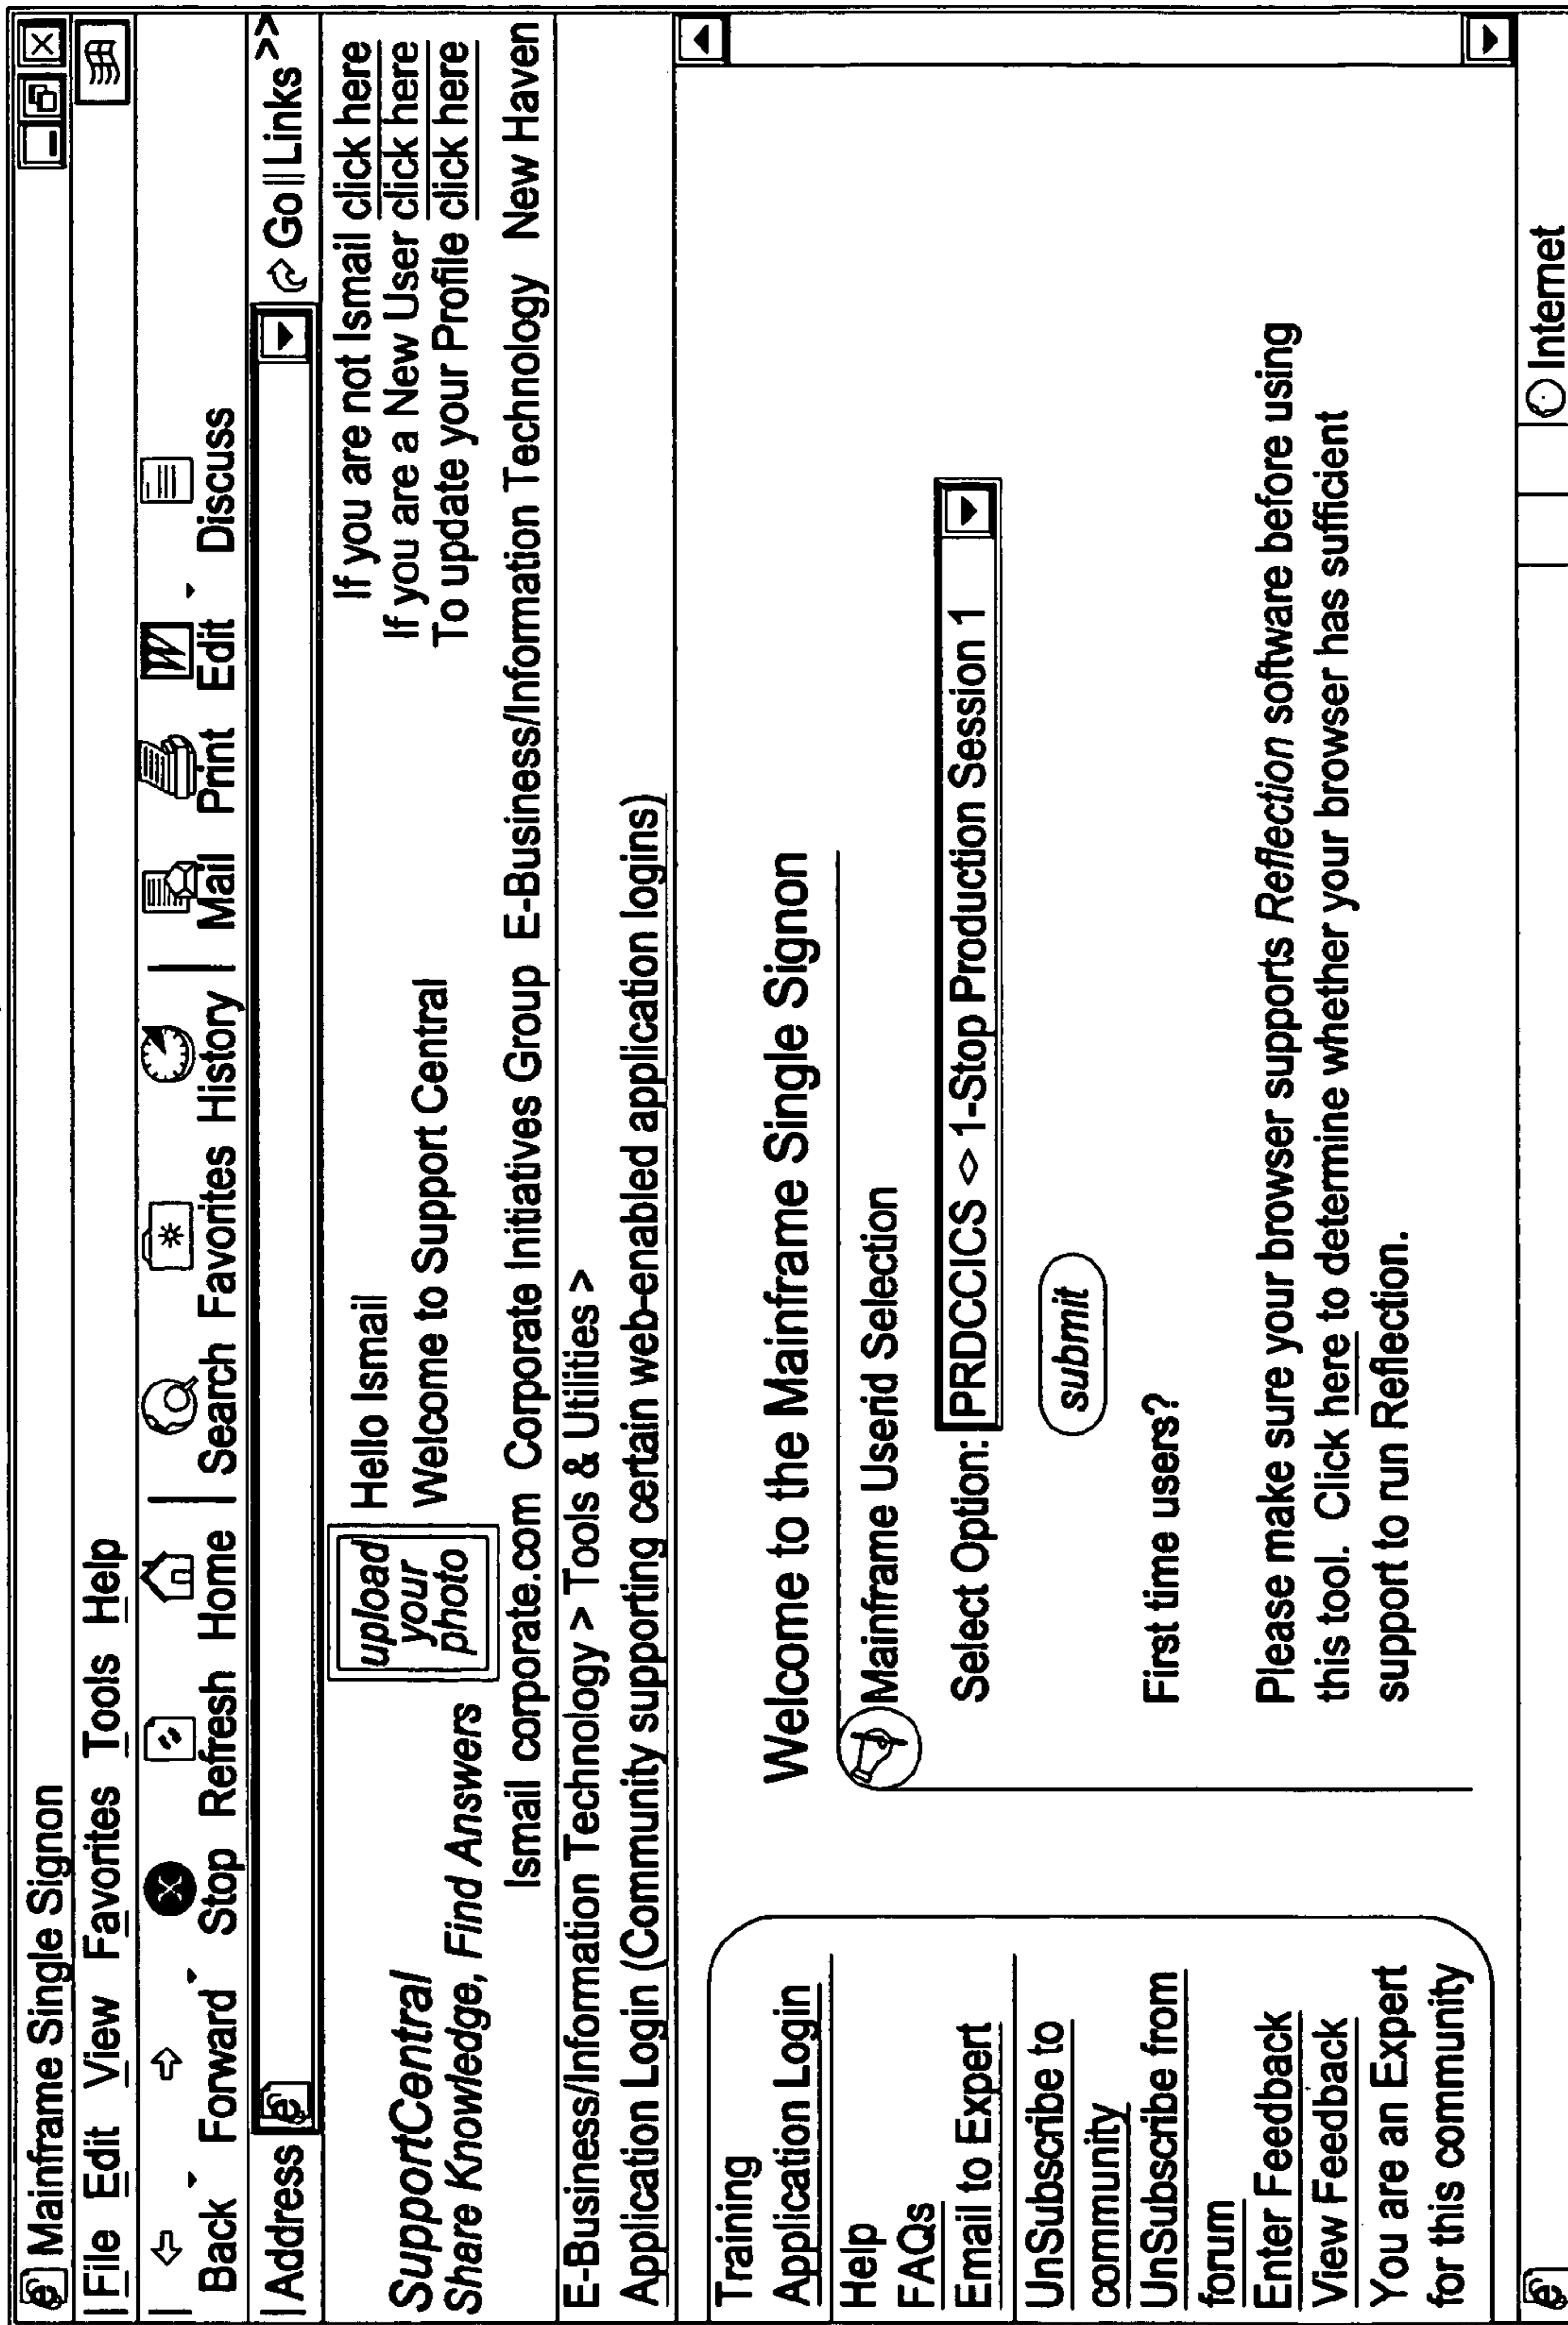 Mainframe Single Signon
File Edit View Favorites Tools Help
Back Forward Stop Refresh Home Search Favorites History Mail Print Edit Discuss
Address Go Links >>
SupportCentral
Share Knowledge, Find Answers
upload
your
photo
Hello Ismail
Welcome to Support Central
If you are not Ismail click here
If you are a New User click here
To update your Profile click here
Ismail corporate.com Corporate Initiatives Group E-Business/Information Technology New Haven
E-Business/Information Technology > Tools & Utilities >
Application Login (Community supporting certain web-enabled application logins)
Training
Application Login
Help
FAQs
Email to Expert
UnSubscribe to
community
UnSubscribe from
forum
Enter Feedback
View Feedback
You are an Expert
for this community
Welcome to the Mainframe Single Signon
Mainframe Userid Selection
Select Option: PRDCCICS <> 1-Stop Production Session 1
submit
First time users?
Please make sure your browser supports Reflection software before using
this tool. Click here to determine whether your browser has sufficient
support to run Reflection.
Internet